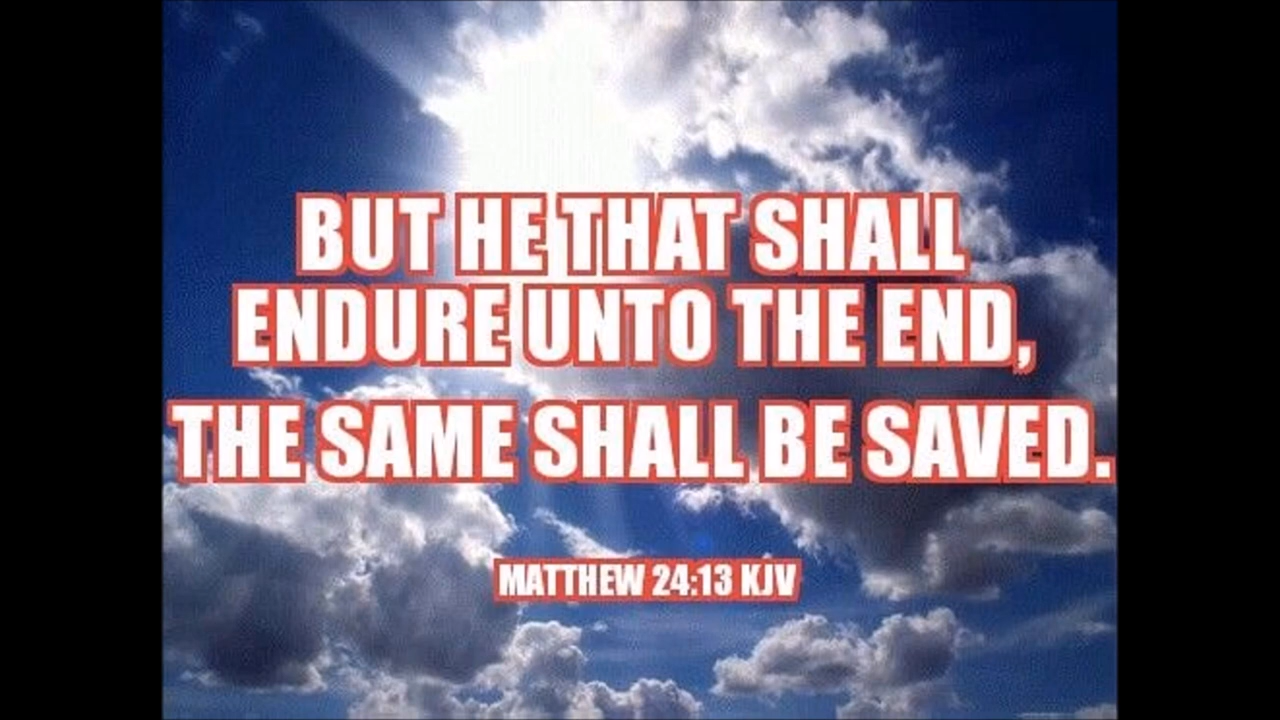 BUT HE THAT SHALL
ENDURE UNTO THE END,
THE SAME SHALL BE SAVED.
MATTHEW 24:13 KJV